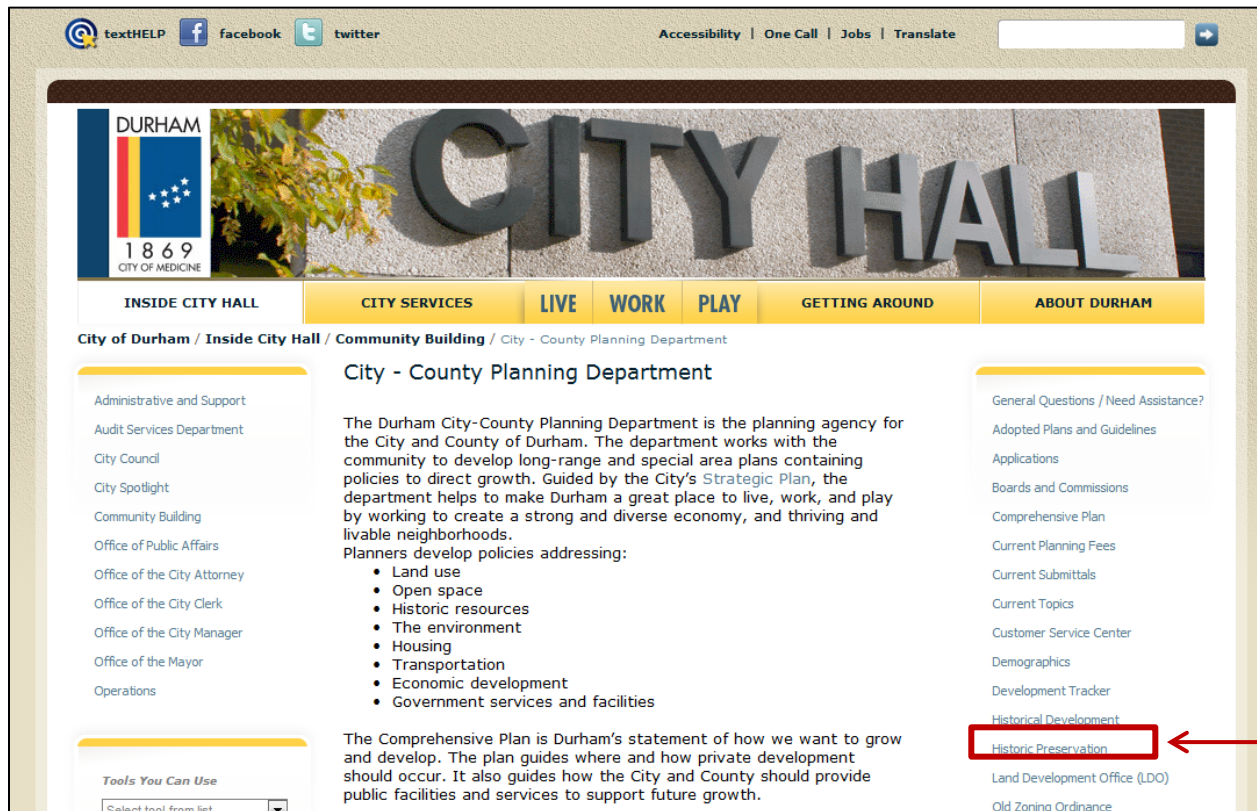 textHELP facebook twitter Accessibility | One Call | Jobs | Translate
DURHAM
1869
CITY OF MEDICINE
CITY HALL
INSIDE CITY HALL CITY SERVICES LIVE WORK PLAY GETTING AROUND ABOUT DURHAM
City of Durham / Inside City Hall / Community Building / City - County Planning Department
Administrative and Support
Audit Services Department
City Council
City Spotlight
Community Building
Office of Public Affairs
Office of the City Attorney
Office of the City Clerk
Office of the City Manager
Office of the Mayor
Operations
Tools You Can Use
Select tool from list
City - County Planning Department
The Durham City-County Planning Department is the planning agency for
the City and County of Durham. The department works with the
community to develop long-range and special area plans containing
policies to direct growth. Guided by the City's Strategic Plan, the
department helps to make Durham a great place to live, work, and play
by working to create a strong and diverse economy, and thriving and
livable neighborhoods.
Planners develop policies addressing:
• Land use
• Open space
• Historic resources
• The environment
• Housing
• Transportation
• Economic development
• Government services and facilities
The Comprehensive Plan is Durham's statement of how we want to grow
and develop. The plan guides where and how private development
should occur. It also guides how the City and County should provide
public facilities and services to support future growth.
General Questions / Need Assistance?
Adopted Plans and Guidelines
Applications
Boards and Commissions
Comprehensive Plan
Current Planning Fees
Current Submittals
Current Topics
Customer Service Center
Demographics
Development Tracker
Historical Development
Historic Preservation
Land Development Office (LDO)
Old Zoning Ordinance